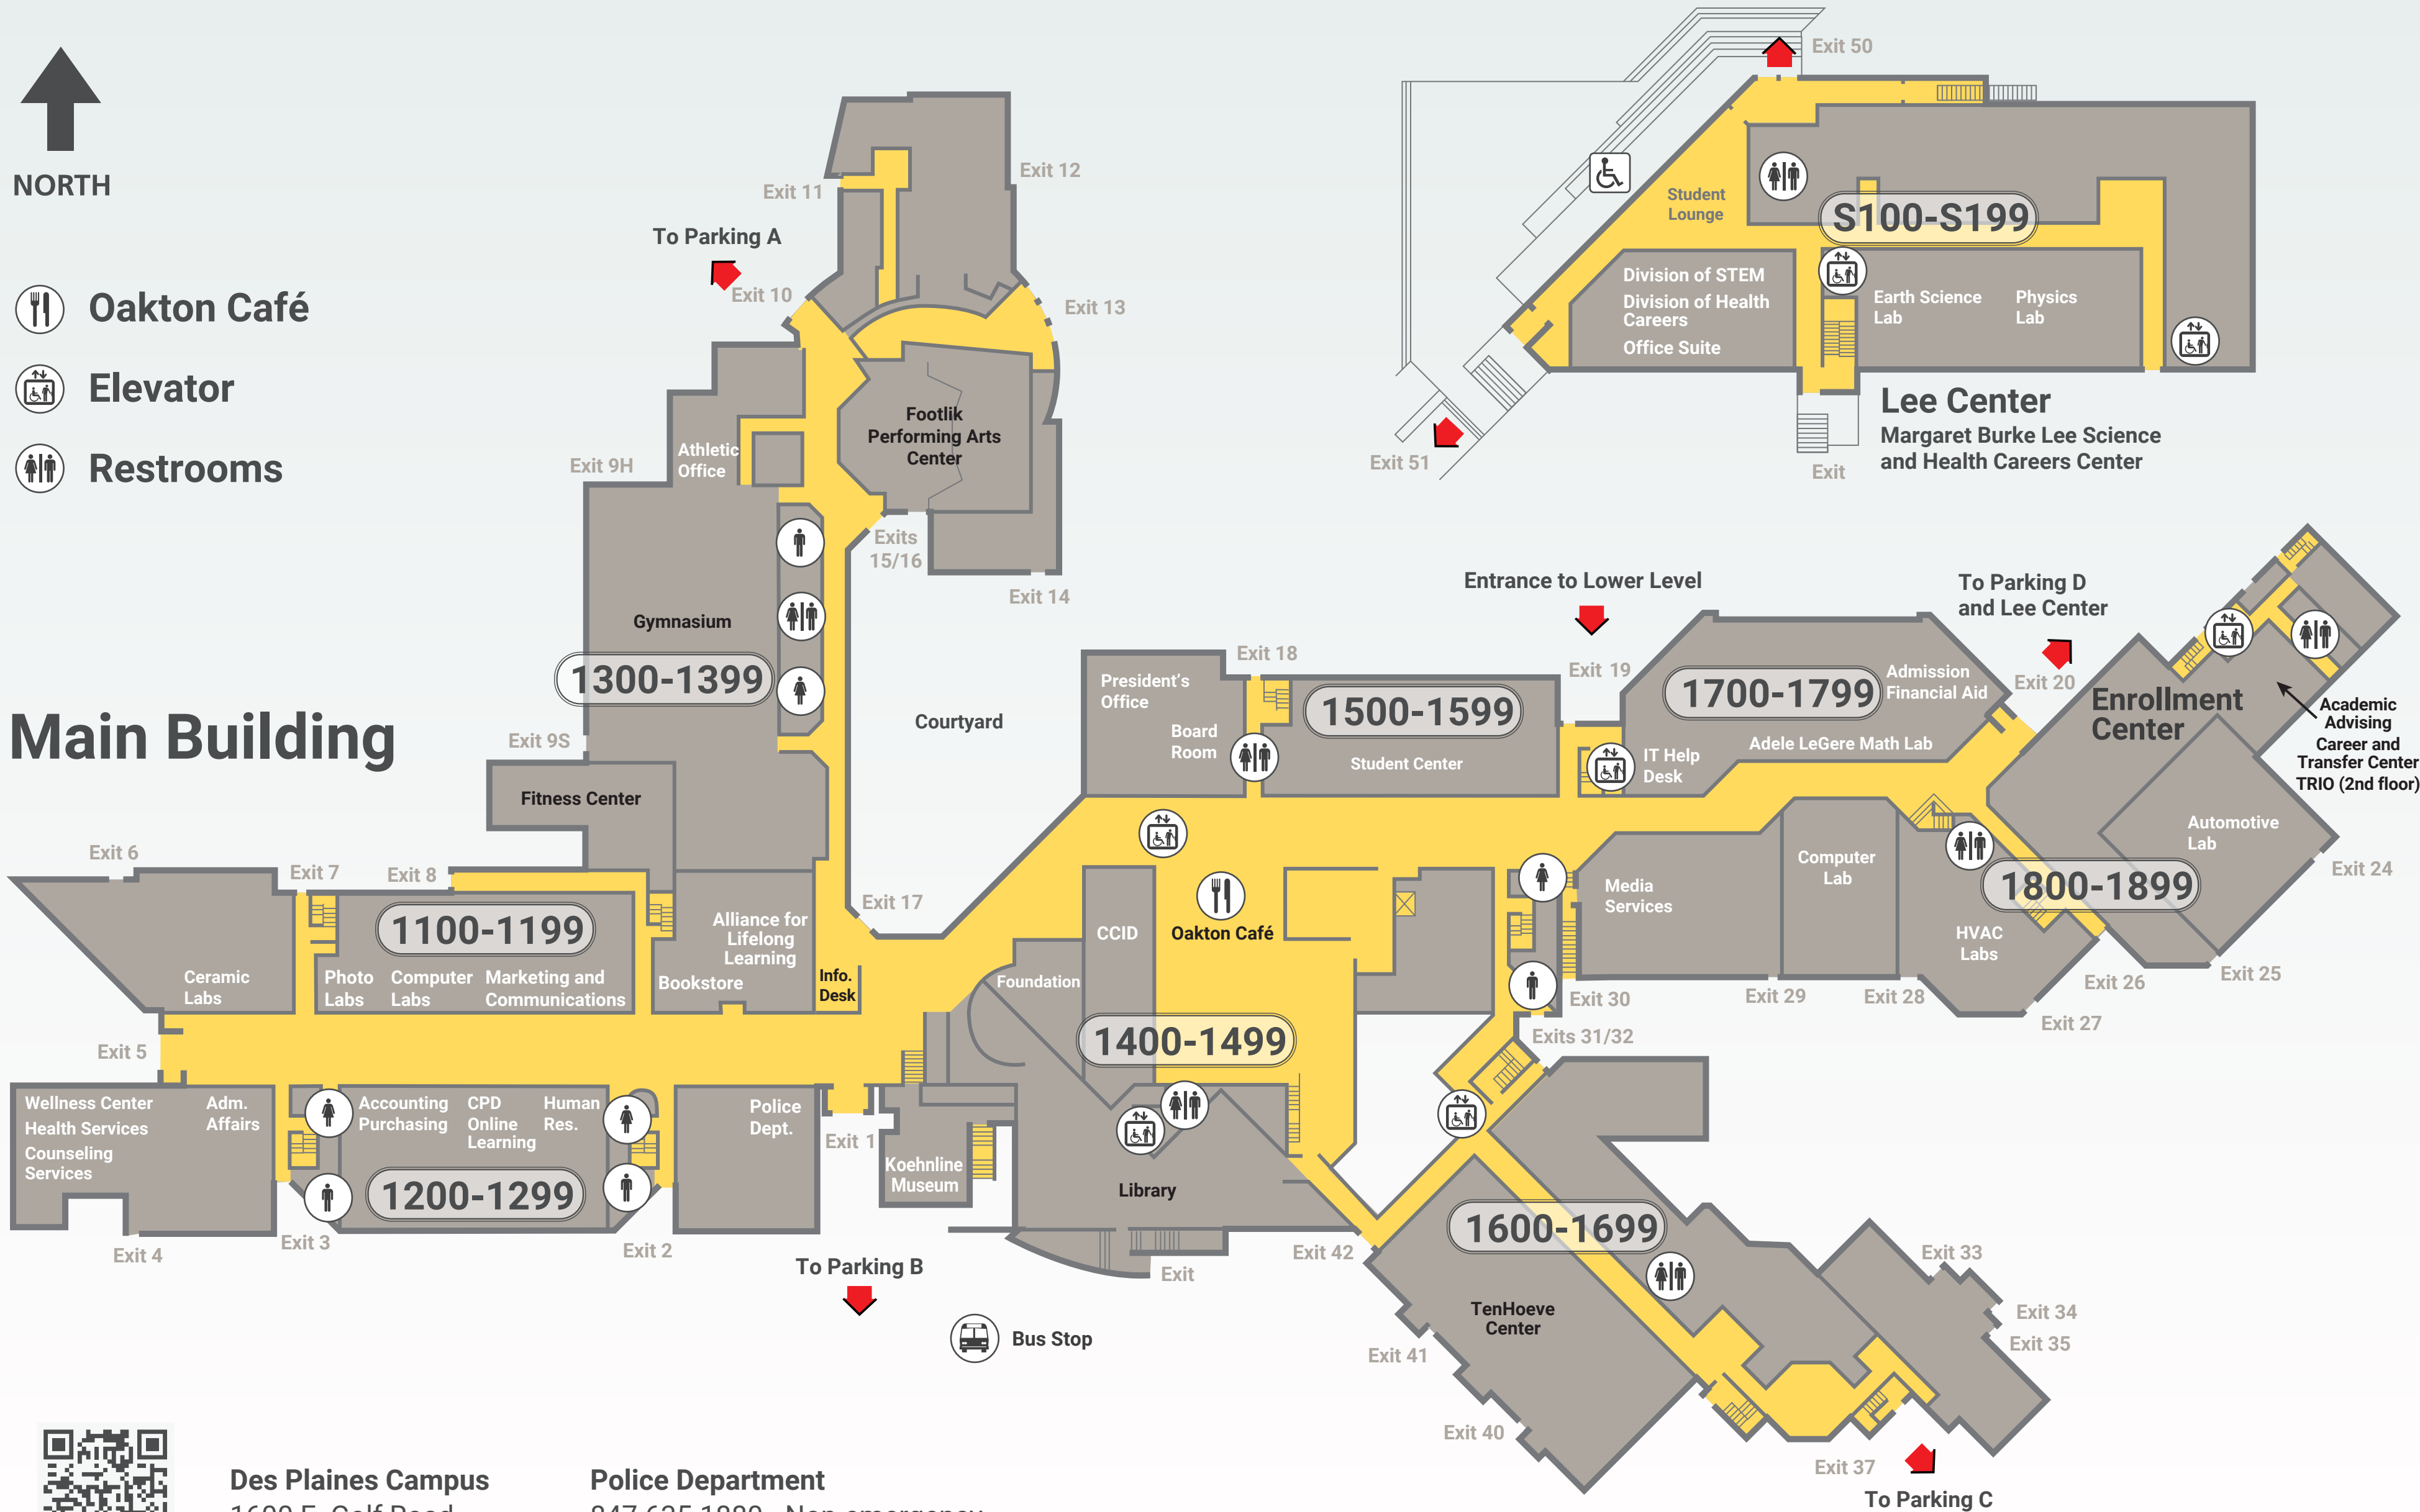 NORTH
Oakton Café
Elevator
Restrooms
Main Building
To Parking A
Exit 10
Exit 11
Exit 12
Exit 13
Footlik
Performing Arts
Center
Athletic
Office
Exit 9H
Exits
15/16
Exit 14
Gymnasium
1300-1399
Courtyard
Exit 9S
Fitness Center
Exit 6
Exit 7
Exit 8
Exit 17
1100-1199
Ceramic
Labs
Photo
Labs
Computer
Labs
Marketing and
Communications
Alliance for
Lifelong
Learning
Bookstore
Info.
Desk
Exit 5
Wellness Center
Health Services
Counseling
Services
Adm.
Affairs
Accounting
Purchasing
CPD
Online
Learning
Human
Res.
1200-1299
Police
Dept.
Exit 1
Exit 2
Exit 3
Exit 4
Koehnline
Museum
To Parking B
Bus Stop
Foundation
CCID
Oakton Café
1400-1499
Library
Exit
Exit 42
President's
Office
Board
Room
Exit 18
1500-1599
Student Center
Entrance to Lower Level
Exit 19
1700-1799
Admission
Financial Aid
Adele LeGere Math Lab
IT Help
Desk
To Parking D
and Lee Center
Exit 20
Enrollment
Center
Academic
Advising
Career and
Transfer Center
TRIO (2nd floor)
Automotive
Lab
Exit 24
1800-1899
Media
Services
Computer
Lab
HVAC
Labs
Exit 25
Exit 26
Exit 27
Exit 28
Exit 29
Exit 30
Exits 31/32
1600-1699
TenHoeve
Center
Exit 33
Exit 34
Exit 35
Exit 41
Exit 40
Exit 37
To Parking C
Exit 50
Student
Lounge
S100-S199
Division of STEM
Division of Health
Careers
Office Suite
Earth Science
Lab
Physics
Lab
Exit 51
Exit
Lee Center
Margaret Burke Lee Science
and Health Careers Center
Des Plaines Campus
1600 E. Golf Road
Police Department
847.635.1880 - Non-emergency